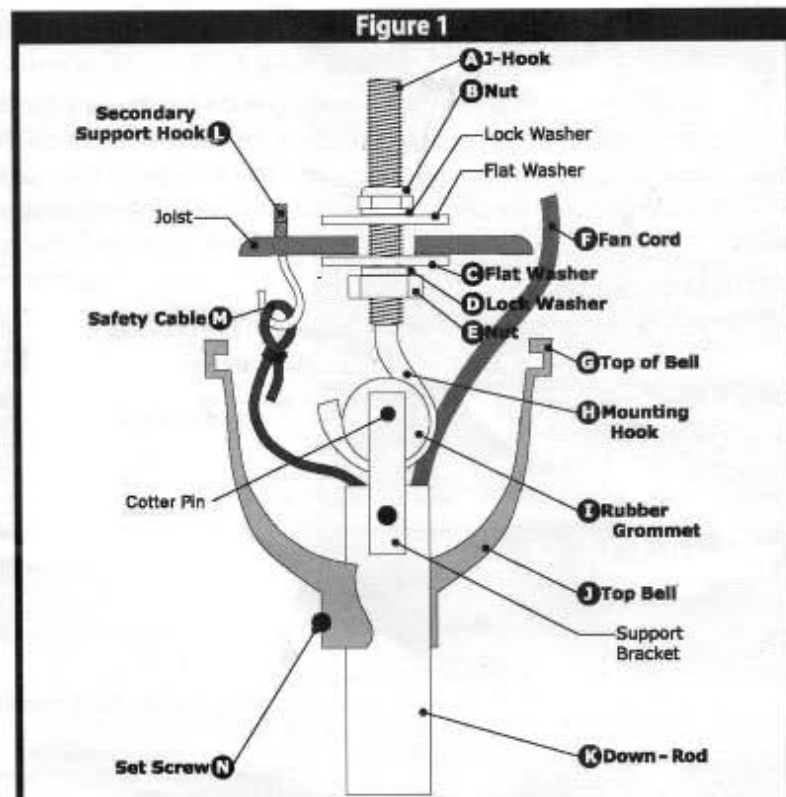 Figure 1
A J-Hook
B Nut
Lock Washer
Flat Washer
Secondary
Support Hook L
Joist
F Fan Cord
C Flat Washer
D Lock Washer
Safety Cable M
E Nut
G Top of Bell
H Mounting
Hook
Cotter Pin
I Rubber
Grommet
J Top Bell
Support
Bracket
K Down-Rod
Set Screw N